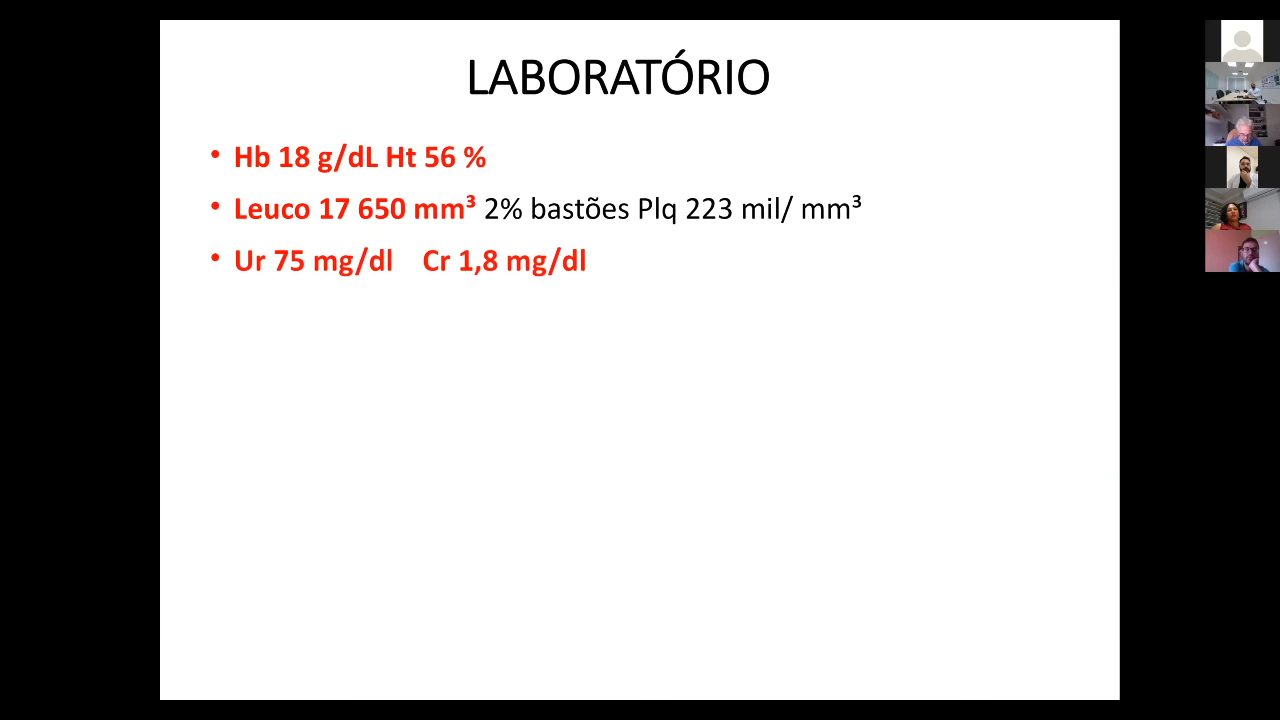 LABORATÓRIO
• Hb 18 g/dL Ht 56 %
• Leuco 17 650 mm³ 2% bastões Plq 223 mil/ mm³
• Ur 75 mg/dl Cr 1,8 mg/dl